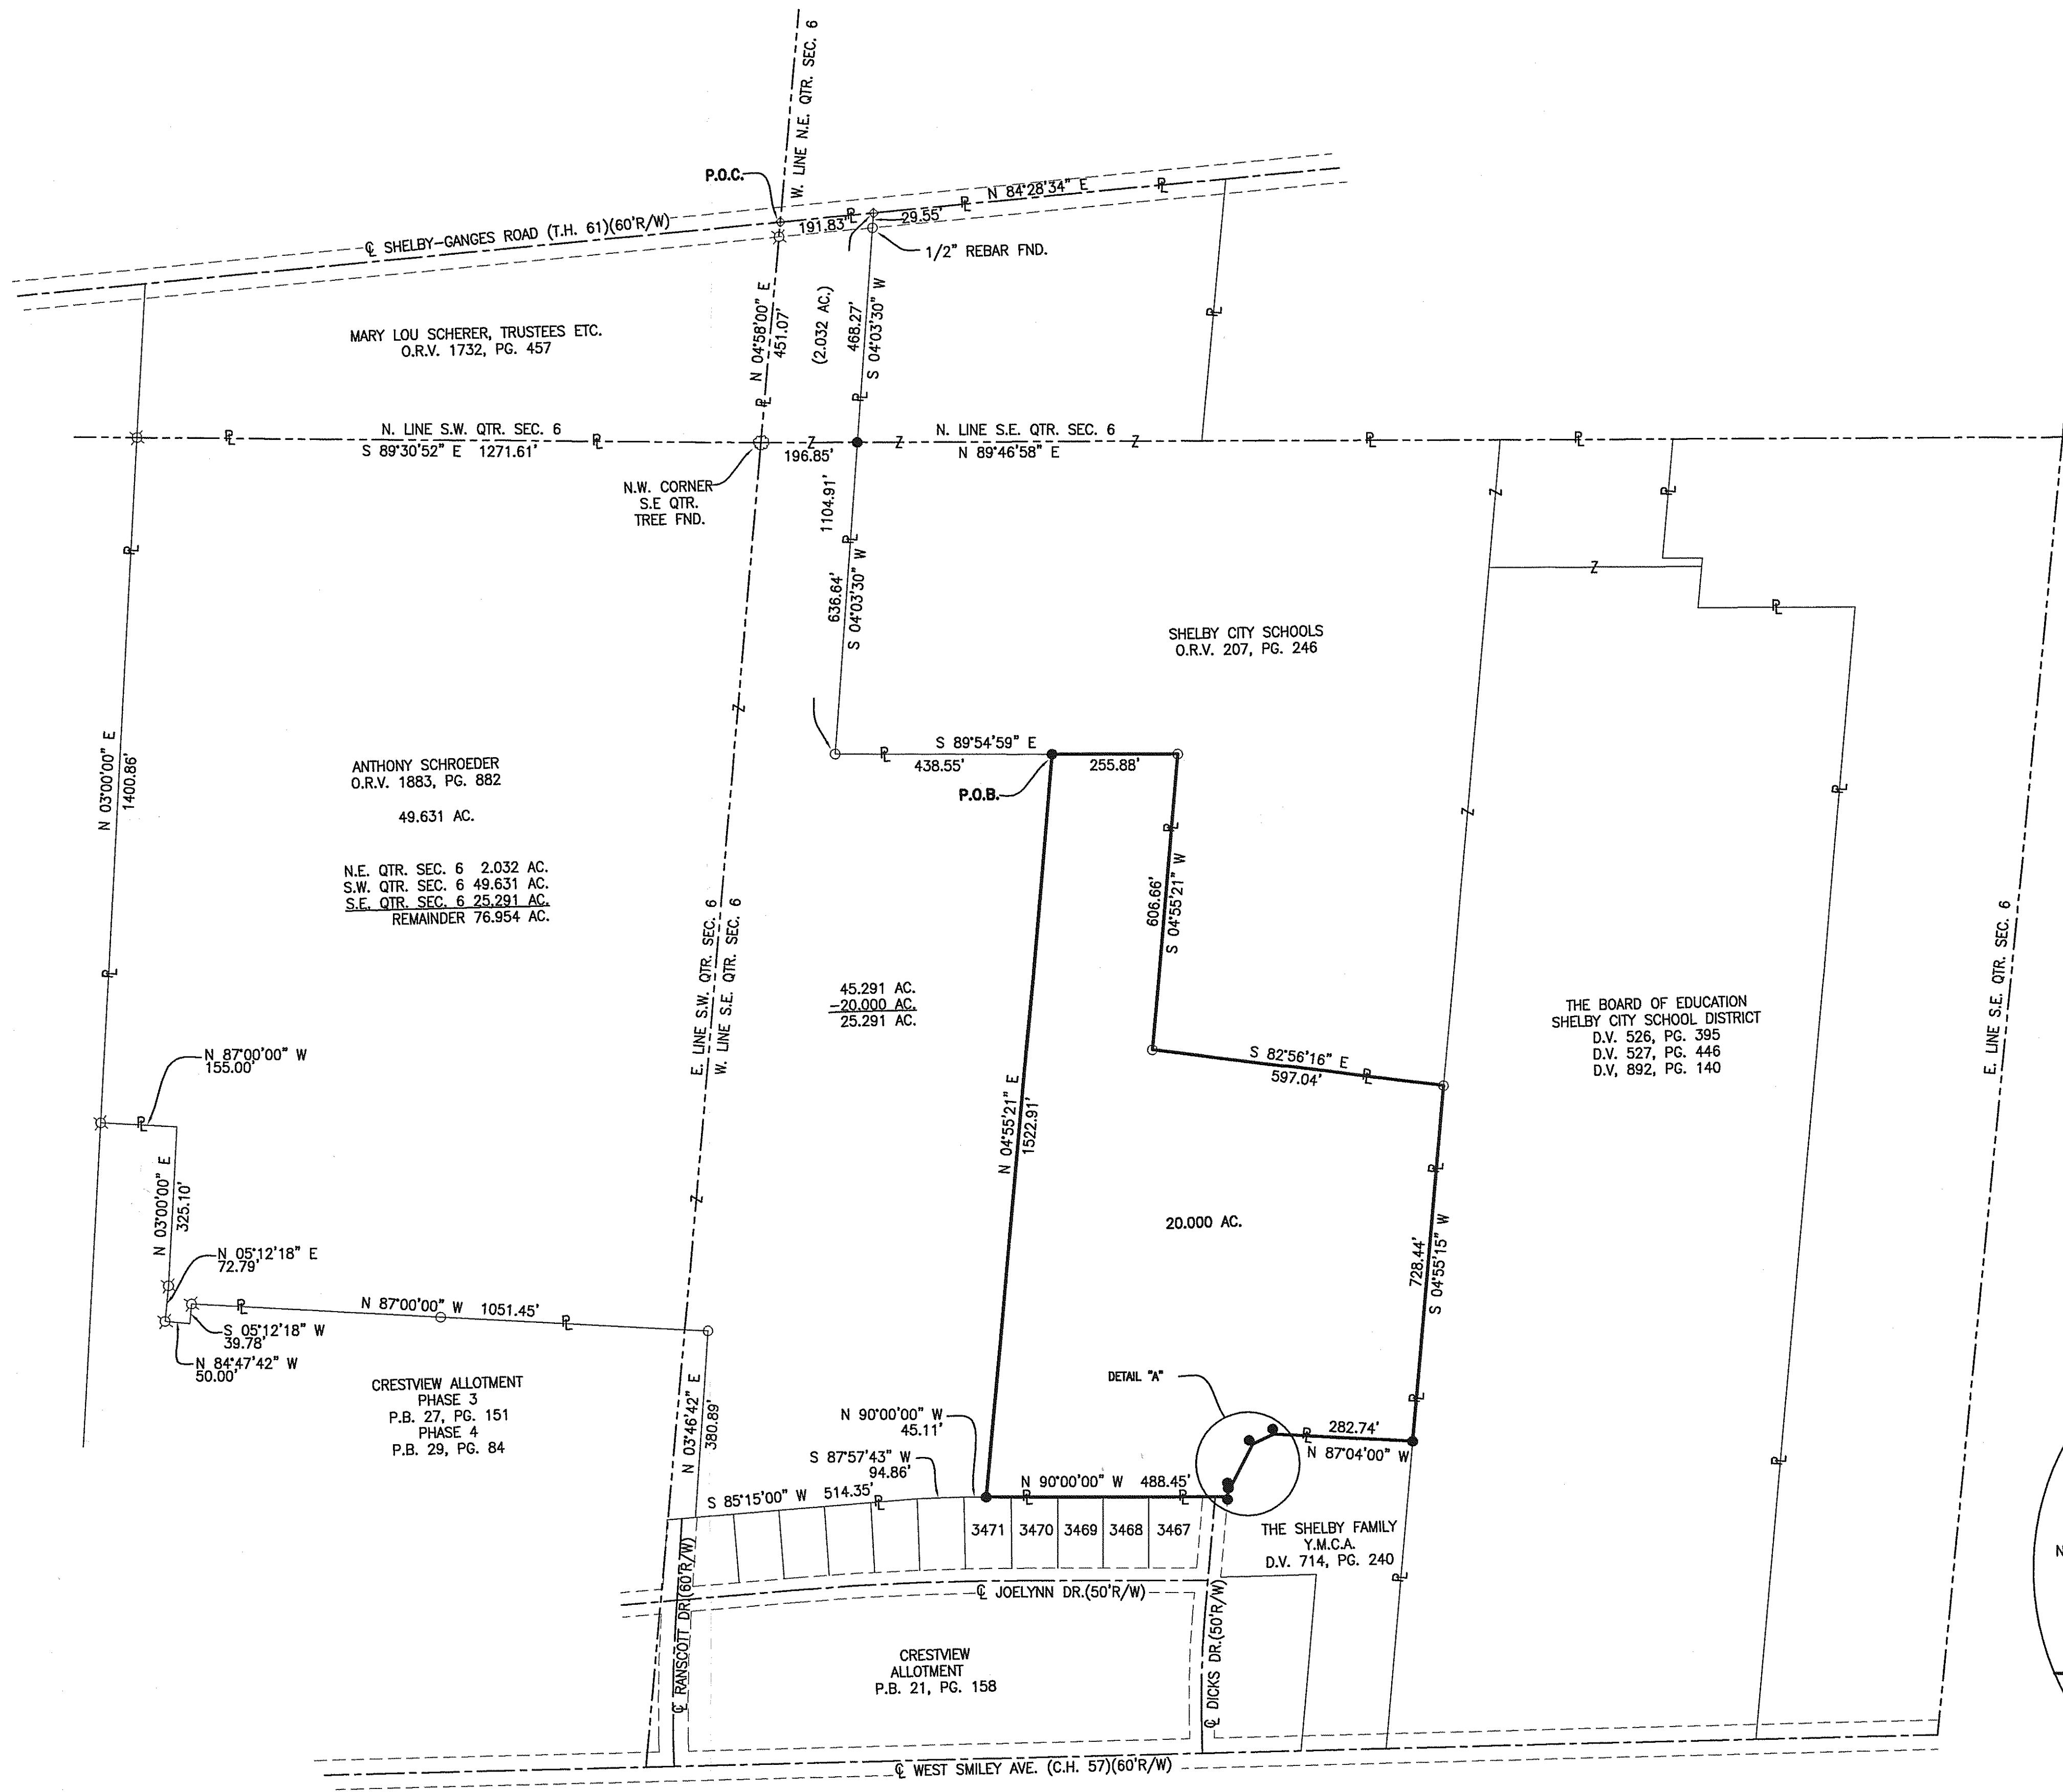 W. LINE N.E. QTR. SEC. 6
P.O.C.
N 84°28'34" E
℄ SHELBY-GANGES ROAD (T.H. 61)(60'R/W)
191.83'
29.55'
1/2" REBAR FND.
MARY LOU SCHERER, TRUSTEES ETC.
O.R.V. 1732, PG. 457
N 04°58'00" E
451.07'
(2.032 AC.)
468.27'
S 04°03'30" W
N. LINE S.W. QTR. SEC. 6
S 89°30'52" E 1271.61'
196.85'
N. LINE S.E. QTR. SEC. 6
N 89°46'58" E
N.W. CORNER
S.E QTR.
TREE FND.
1104.91'
636.64'
S 04°03'30" W
SHELBY CITY SCHOOLS
O.R.V. 207, PG. 246
N 03°00'00" E
1400.86'
ANTHONY SCHROEDER
O.R.V. 1883, PG. 882
49.631 AC.
N.E. QTR. SEC. 6 2.032 AC.
S.W. QTR. SEC. 6 49.631 AC.
S.E. QTR. SEC. 6 25.291 AC.
REMAINDER 76.954 AC.
S 89°54'59" E
438.55'
255.88'
P.O.B.
606.66'
S 04°55'21" W
E. LINE S.W. QTR. SEC. 6
W. LINE S.E. QTR. SEC. 6
45.291 AC.
-20.000 AC.
25.291 AC.
N 04°55'21" E
1522.91'
S 82°56'16" E
597.04'
THE BOARD OF EDUCATION
SHELBY CITY SCHOOL DISTRICT
D.V. 526, PG. 395
D.V. 527, PG. 446
D.V, 892, PG. 140
E. LINE S.E. QTR. SEC. 6
N 87°00'00" W
155.00'
N 03°00'00" E
325.10'
20.000 AC.
728.44'
S 04°55'15" W
N 05°12'18" E
72.79'
N 87°00'00" W 1051.45'
S 05°12'18" W
39.78'
N 84°47'42" W
50.00'
CRESTVIEW ALLOTMENT
PHASE 3
P.B. 27, PG. 151
PHASE 4
P.B. 29, PG. 84
N 03°46'42" E
380.89'
DETAIL "A"
N 90°00'00" W
45.11'
S 87°57'43" W
94.86'
282.74'
N 87°04'00" W
S 85°15'00" W 514.35'
N 90°00'00" W 488.45'
3471 3470 3469 3468 3467
THE SHELBY FAMILY
Y.M.C.A.
D.V. 714, PG. 240
℄ RANSCOTT DR.(60'R/W)
℄ JOELYNN DR.(50'R/W)
℄ DICKS DR.(50'R/W)
CRESTVIEW
ALLOTMENT
P.B. 21, PG. 158
℄ WEST SMILEY AVE. (C.H. 57)(60'R/W)
N